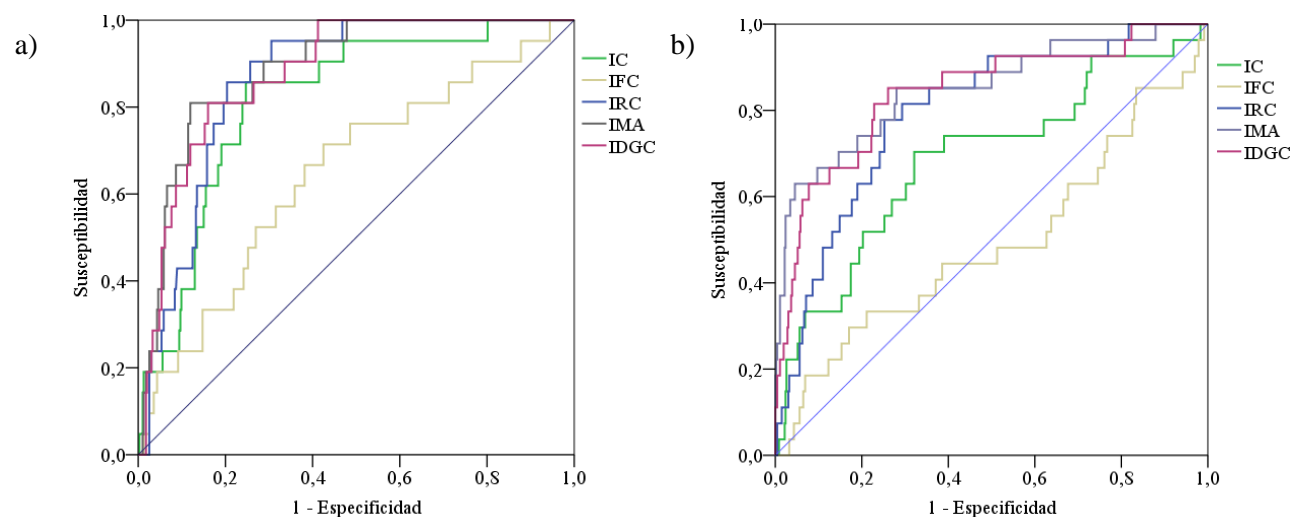 a)
Susceptibilidad
1,0
0,8
0,6
0,4
0,2
0,0
0,0 0,2 0,4 0,6 0,8 1,0
1 - Especificidad
IC
IFC
IRC
IMA
IDGC
b)
Susceptibilidad
1,0
0,8
0,6
0,4
0,2
0,0
0,0 0,2 0,4 0,6 0,8 1,0
1 - Especificidad
IC
IFC
IRC
IMA
IDGC